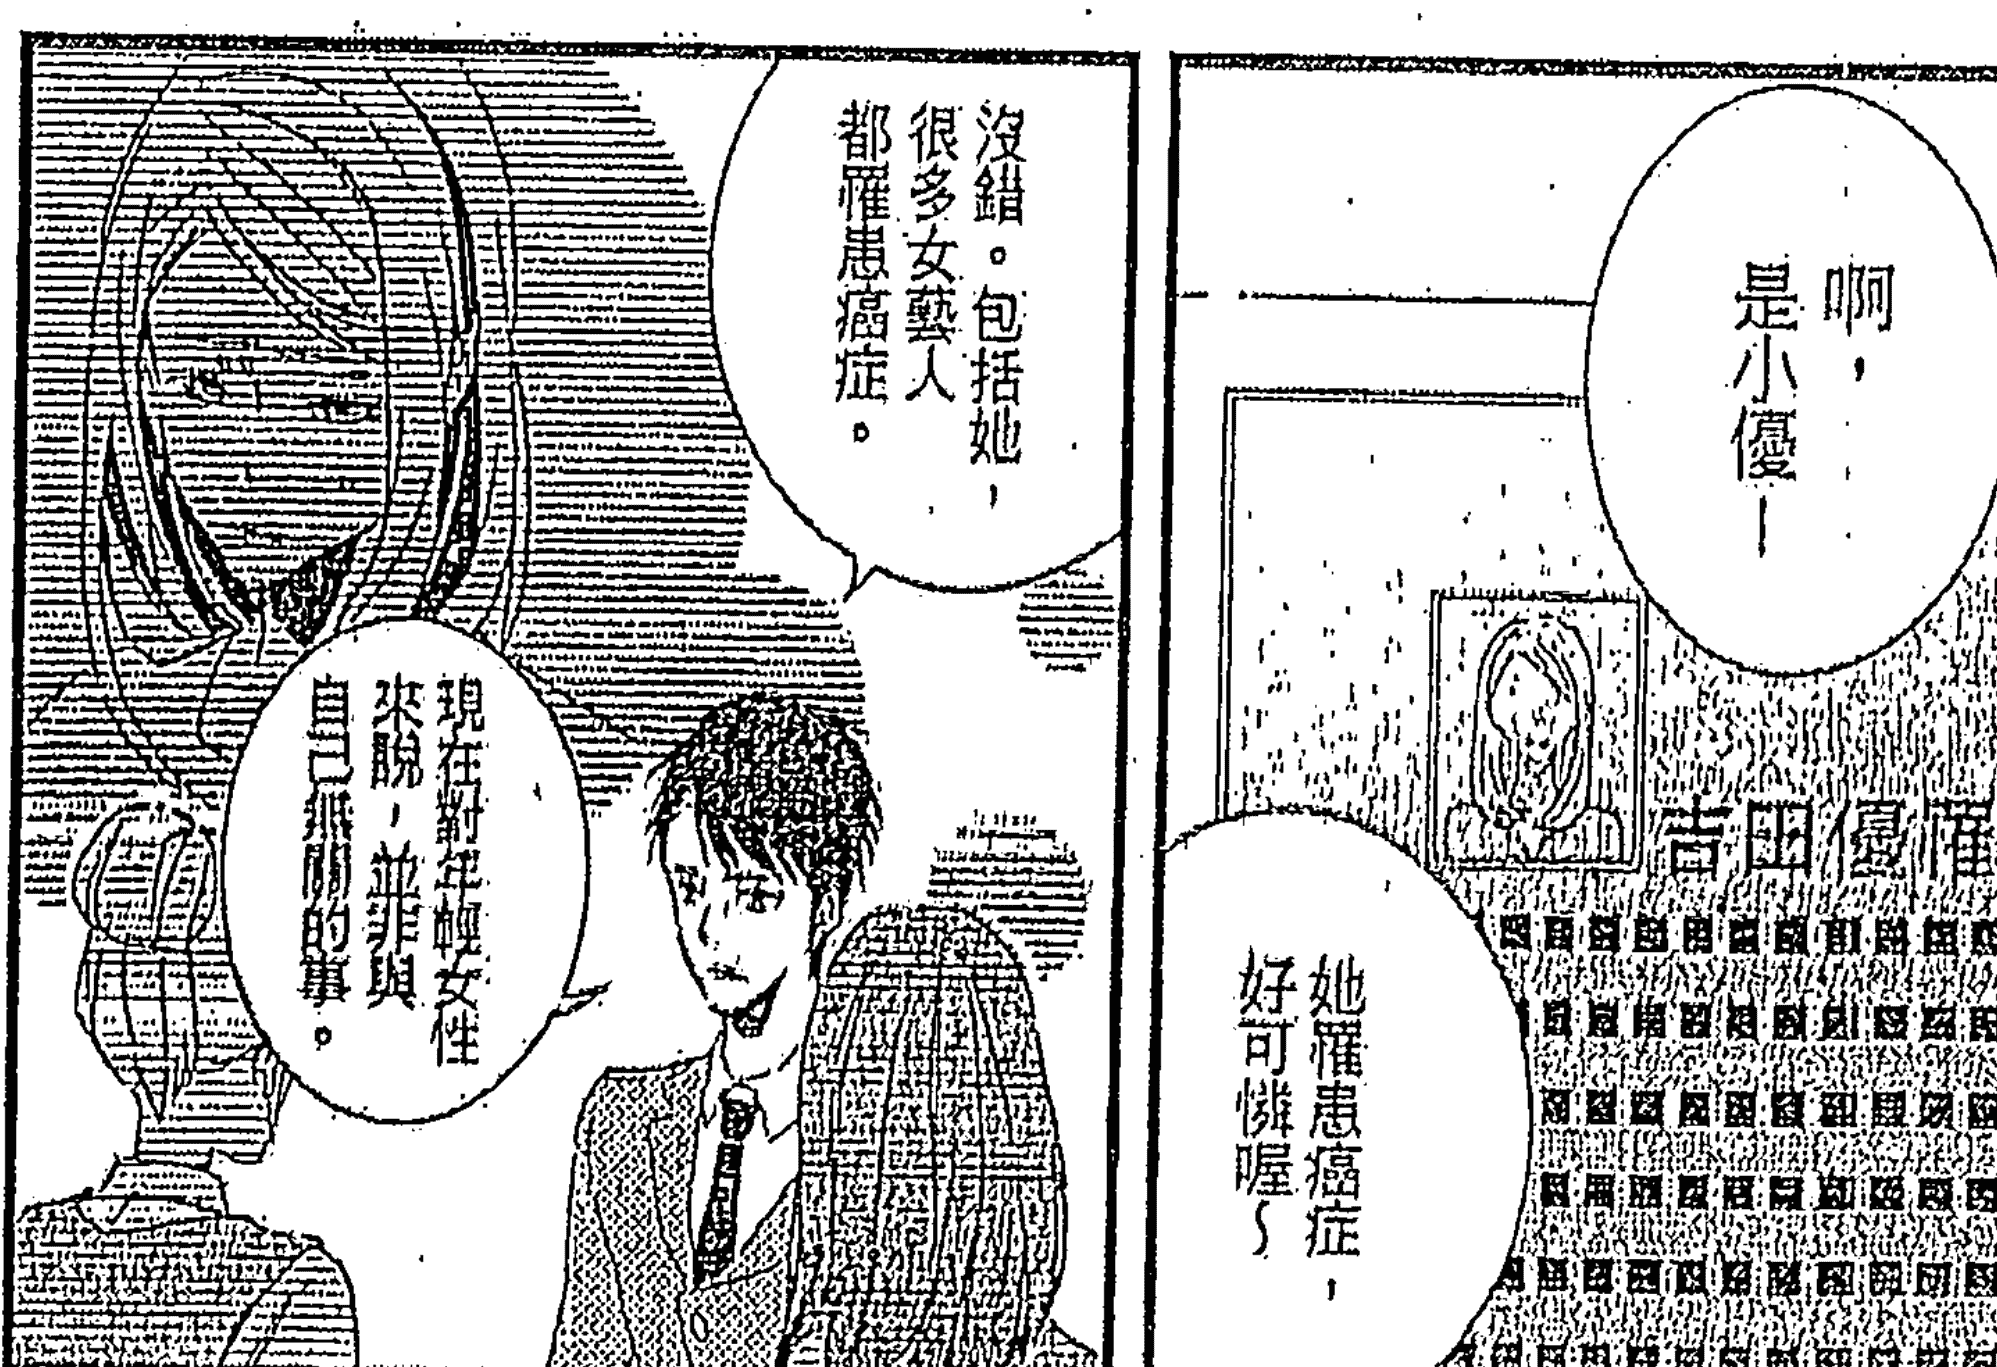 啊，
是小優ー
吉田優
她罹患癌症，
好可憐喔～
沒錯。包括她，
很多女藝人
都罹患癌症。
現在對年輕女性
來說，並非與
自己無關的事。